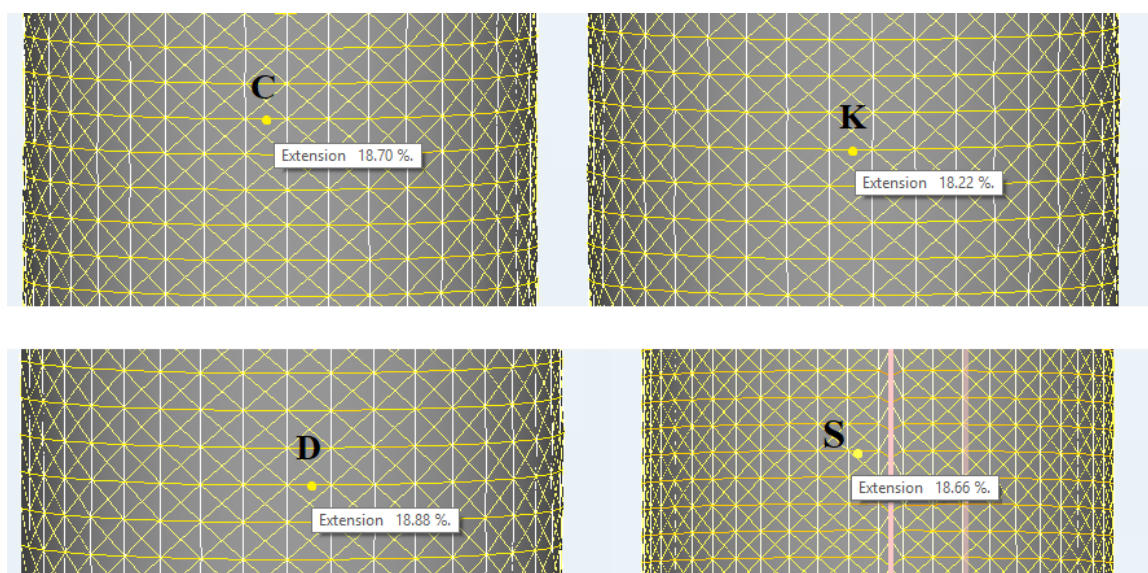 C
Extension 18.70 %.
K
Extension 18.22 %.
D
Extension 18.88 %.
S
Extension 18.66 %.